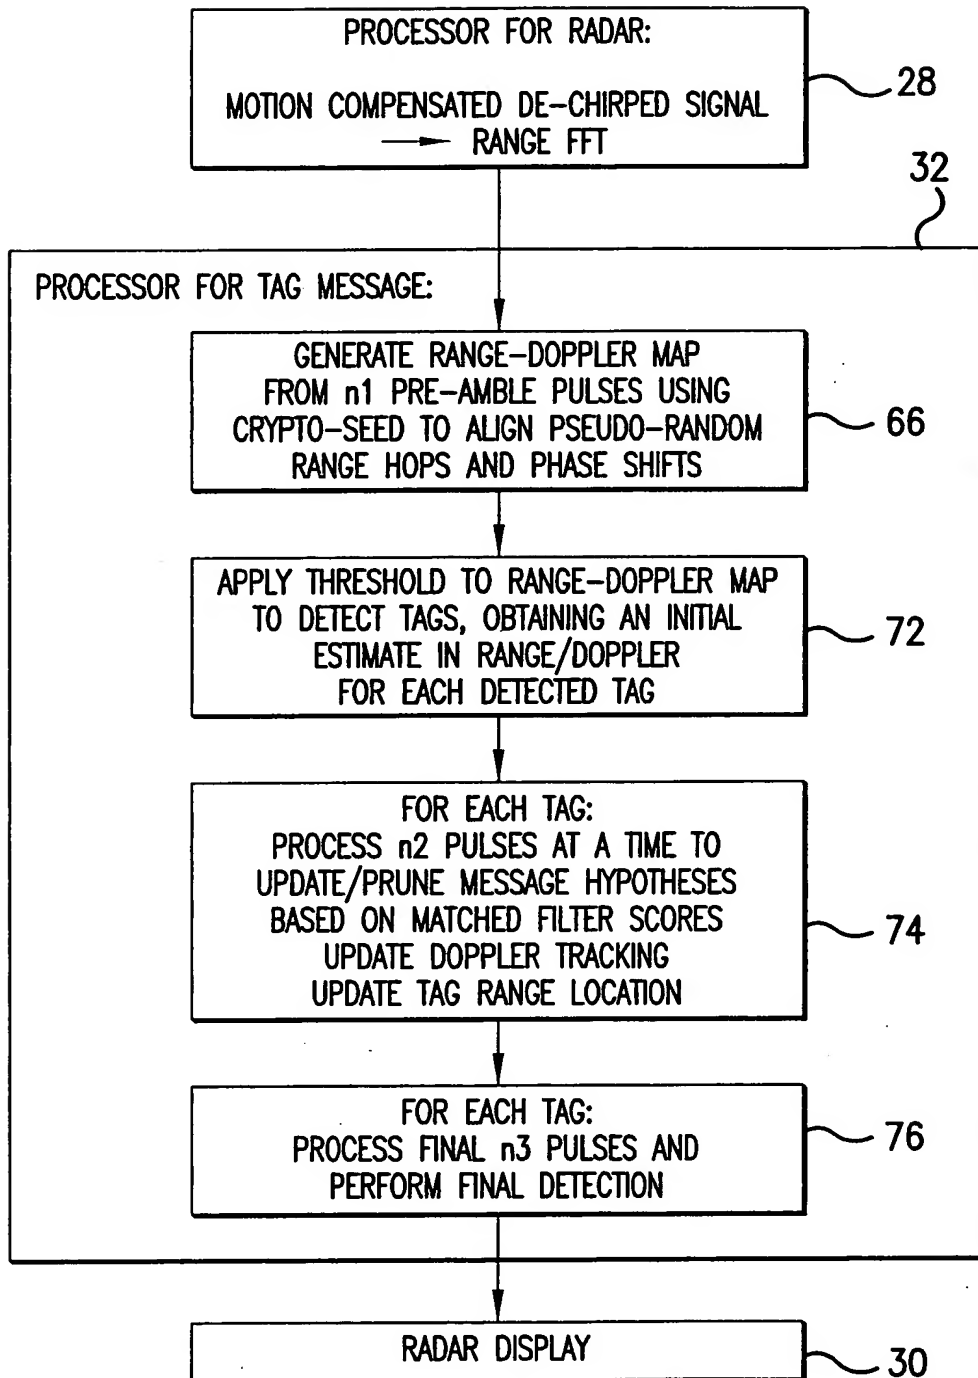 PROCESSOR FOR RADAR:
MOTION COMPENSATED DE-CHIRPED SIGNAL
→ RANGE FFT
28
32
PROCESSOR FOR TAG MESSAGE:
GENERATE RANGE-DOPPLER MAP
FROM n1 PRE-AMBLE PULSES USING
CRYPTO-SEED TO ALIGN PSEUDO-RANDOM
RANGE HOPS AND PHASE SHIFTS
66
APPLY THRESHOLD TO RANGE-DOPPLER MAP
TO DETECT TAGS, OBTAINING AN INITIAL
ESTIMATE IN RANGE/DOPPLER
FOR EACH DETECTED TAG
72
FOR EACH TAG:
PROCESS n2 PULSES AT A TIME TO
UPDATE/PRUNE MESSAGE HYPOTHESES
BASED ON MATCHED FILTER SCORES
UPDATE DOPPLER TRACKING
UPDATE TAG RANGE LOCATION
74
FOR EACH TAG:
PROCESS FINAL n3 PULSES AND
PERFORM FINAL DETECTION
76
RADAR DISPLAY
30